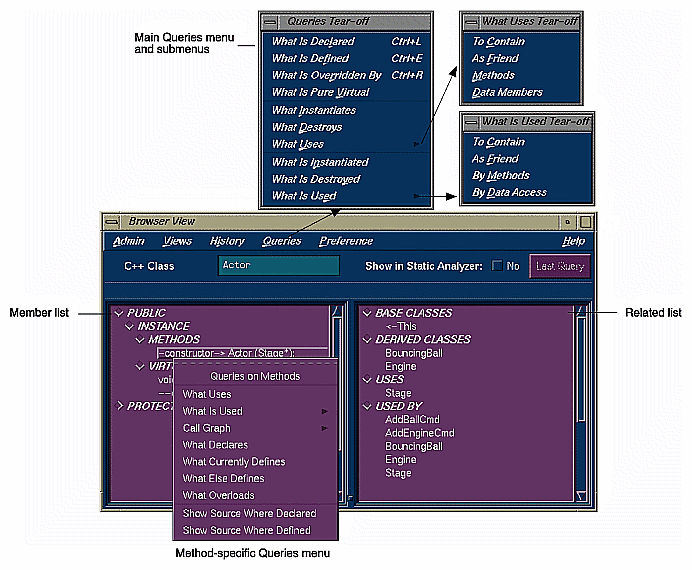 Main Queries menu
and submenus
Queries Tear-off
What Is Declared Ctrl+L
What Is Defined Ctrl+E
What Is Overridden By Ctrl+R
What Is Pure Virtual
What Instantiates
What Destroys
What Uses
What Is Instantiated
What Is Destroyed
What Is Used
What Uses Tear-off
To Contain
As Friend
Methods
Data Members
What Is Used Tear-off
To Contain
As Friend
By Methods
By Data Access
Browser View
Admin Views History Queries Preference Help
C++ Class Actor Show in Static Analyzer: No Last Query
Member list
PUBLIC
INSTANCE
METHODS
-constructor-> Actor (Stage*);
VIRT
voi
PROTECT
Queries on Methods
What Uses
What Is Used
Call Graph
What Declares
What Currently Defines
What Else Defines
What Overloads
Show Source Where Declared
Show Source Where Defined
Method-specific Queries menu
BASE CLASSES
<-This
DERIVED CLASSES
BouncingBall
Engine
USES
Stage
USED BY
AddBallCmd
AddEngineCmd
BouncingBall
Engine
Stage
Related list